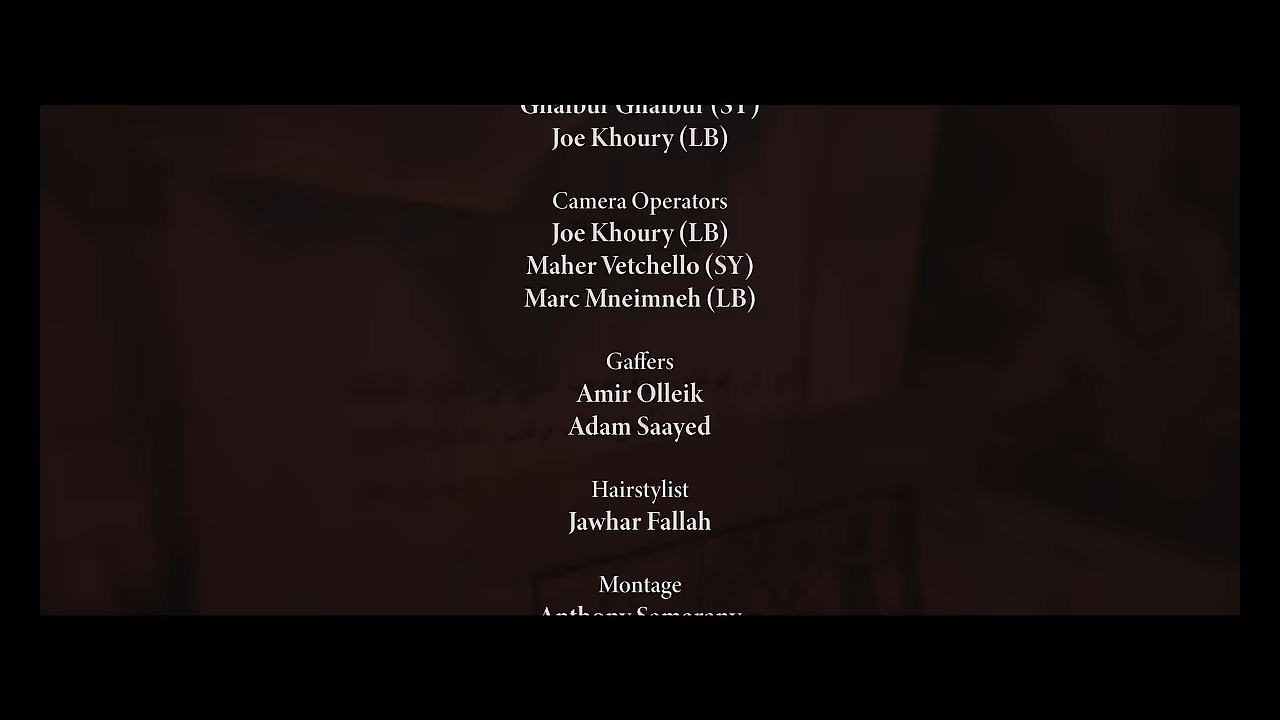 Joe Khoury (LB)
Camera Operators
Joe Khoury (LB)
Maher Vetchello (SY)
Marc Mneimneh (LB)
Gaffers
Amir Olleik
Adam Saayed
Hairstylist
Jawhar Fallah
Montage